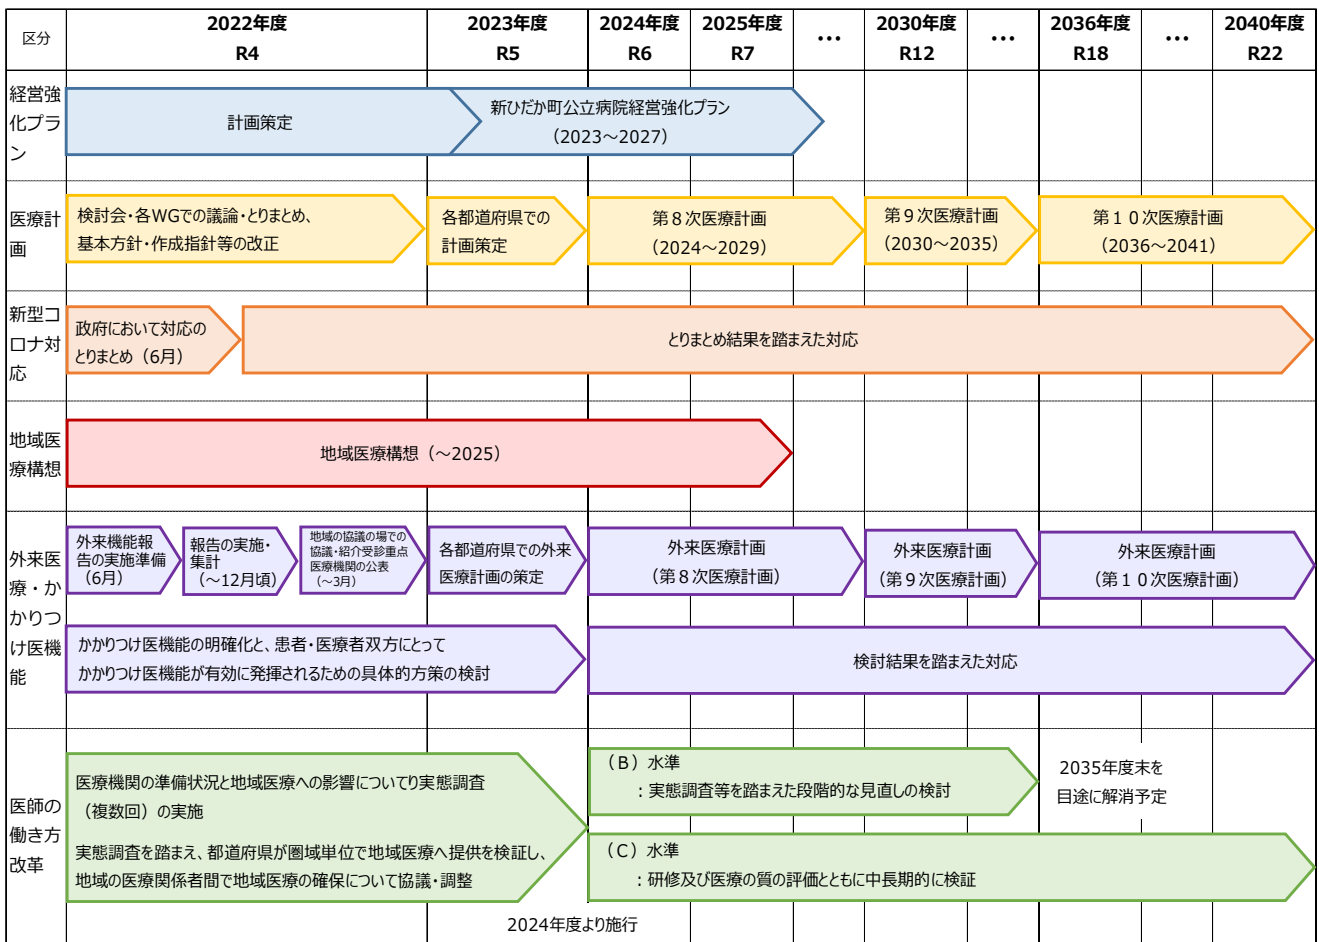 区分
2022年度
R4
2023年度
R5
2024年度
R6
2025年度
R7
…
2030年度
R12
…
2036年度
R18
…
2040年度
R22
経営強
化プラ
ン
計画策定
新ひだか町公立病院経営強化プラン
（2023～2027）
医療計
画
検討会・各WGでの議論・とりまとめ、
基本方針・作成指針等の改正
各都道府県での
計画策定
第８次医療計画
（2024～2029）
第９次医療計画
（2030～2035）
第１０次医療計画
（2036～2041）
新型コ
ロナ対
応
政府において対応の
とりまとめ（6月）
とりまとめ結果を踏まえた対応
地域医
療構想
地域医療構想（～2025）
外来医
療・か
かりつ
け医機
能
外来機能報
告の実施準備
（6月）
報告の実施・
集計
（～12月頃）
地域の協議の場での
協議・紹介受診重点
医療機関の公表
（～3月）
各都道府県での外来
医療計画の策定
外来医療計画
（第８次医療計画）
外来医療計画
（第９次医療計画）
外来医療計画
（第１０次医療計画）
かかりつけ医機能の明確化と、患者・医療者双方にとって
かかりつけ医機能が有効に発揮されるための具体的方策の検討
検討結果を踏まえた対応
医師の
働き方
改革
医療機関の準備状況と地域医療への影響についてり実態調査
（複数回）の実施
実態調査を踏まえ、都道府県が圏域単位で地域医療へ提供を検証し、
地域の医療関係者間で地域医療の確保について協議・調整
（Ｂ）水準
：実態調査等を踏まえた段階的な見直しの検討
2035年度末を
目途に解消予定
（Ｃ）水準
：研修及び医療の質の評価とともに中長期的に検証
2024年度より施行